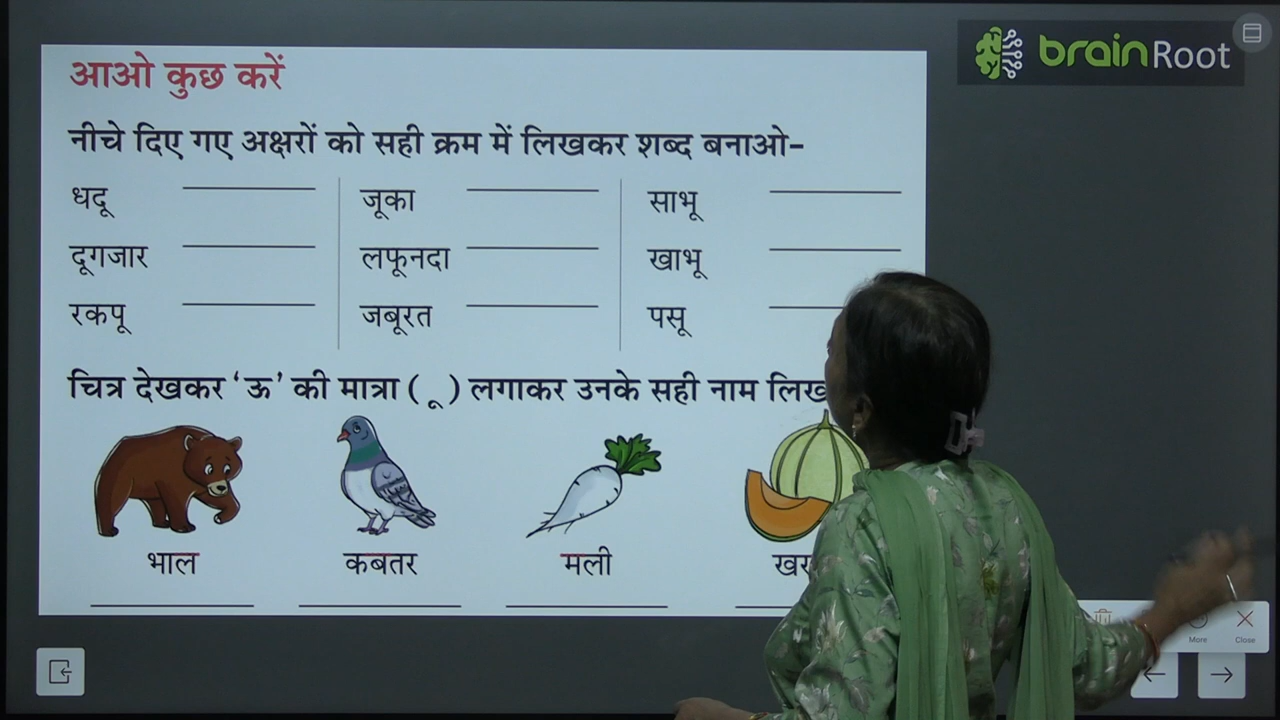 brainRoot
आओ कुछ करें
नीचे दिए गए अक्षरों को सही क्रम में लिखकर शब्द बनाओ-
धदू जूका साभू
दूगजार लफूनदा खाभू
रकपू जबूरत पसू
चित्र देखकर ‘ऊ’ की मात्रा ( ू ) लगाकर उनके सही नाम
भाल कबतर मली
More Close